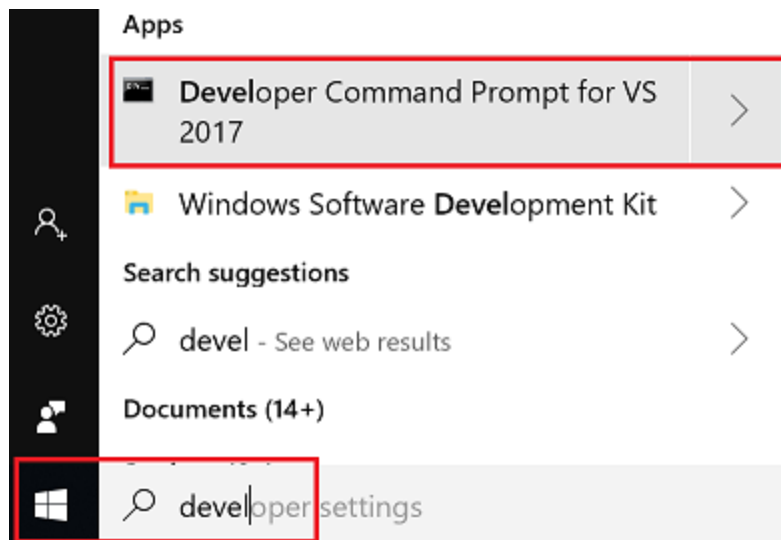 Apps
Developer Command Prompt for VS
2017
Windows Software Development Kit
Search suggestions
devel - See web results
Documents (14+)
developer settings